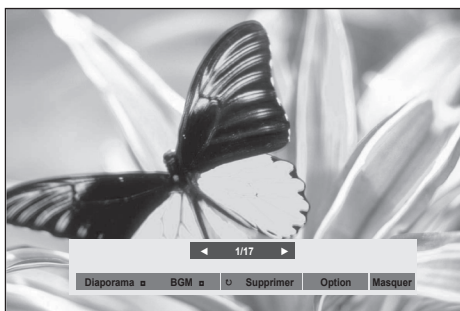 ◄ 1/17 ►
Diaporama ◘ BGM ◘ ↻ Supprimer Option Masquer